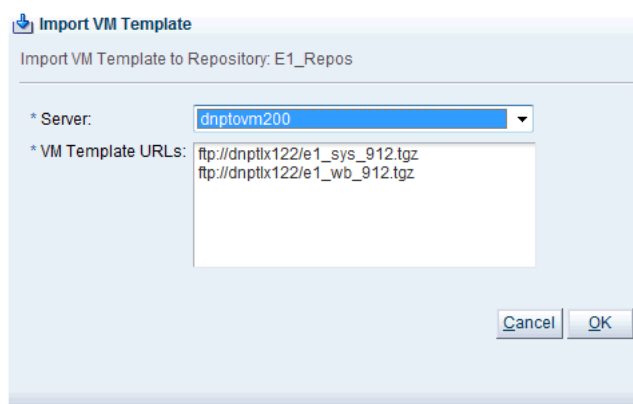 Import VM Template
Import VM Template to Repository: E1_Repos
* Server: dnptovm200
* VM Template URLs: ftp://dnptlx122/e1_sys_912.tgz
ftp://dnptlx122/e1_wb_912.tgz
Cancel OK